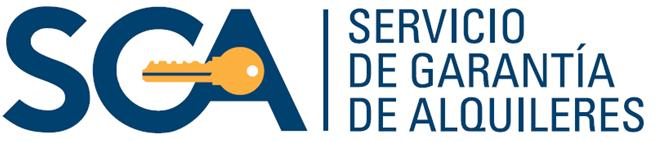 SGA
SERVICIO
DE GARANTÍA
DE ALQUILERES